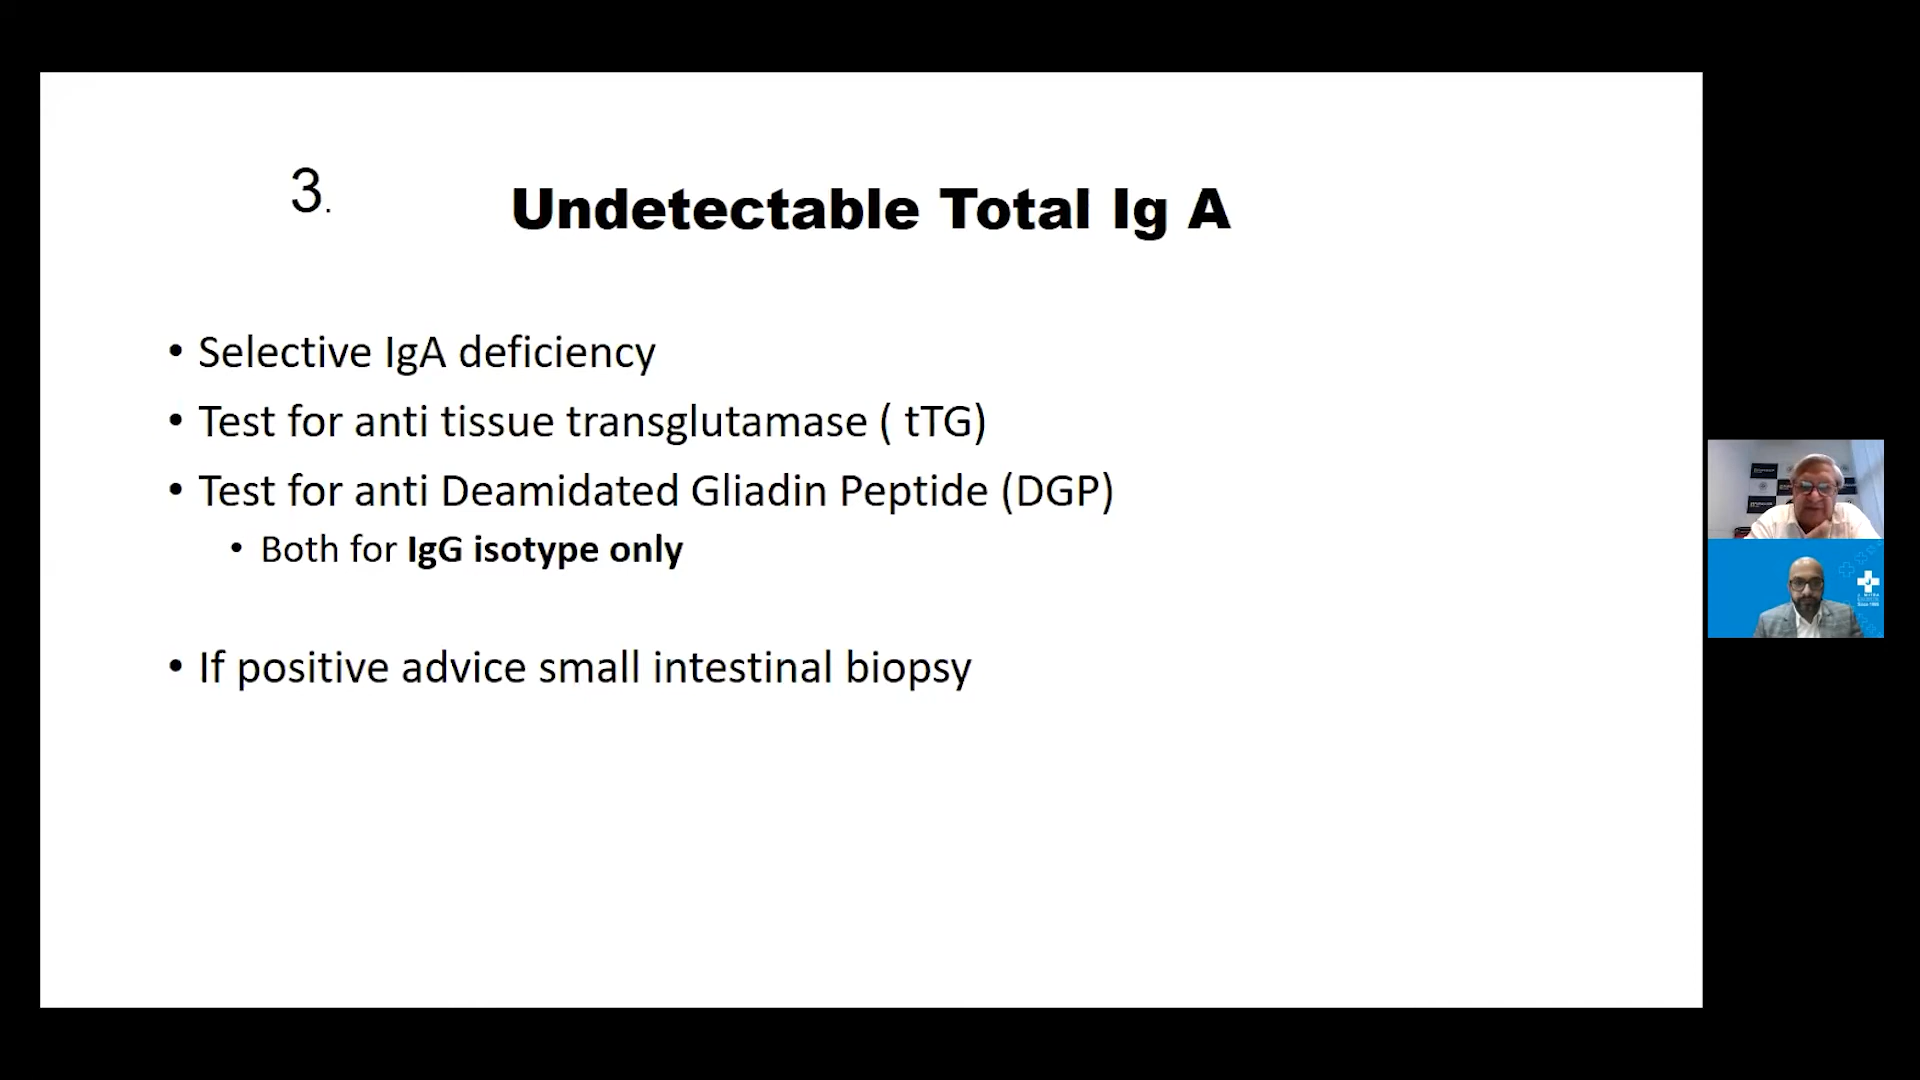 3.
Undetectable Total Ig A
• Selective IgA deficiency
• Test for anti tissue transglutamase ( tTG)
• Test for anti Deamidated Gliadin Peptide (DGP)
• Both for IgG isotype only
• If positive advice small intestinal biopsy